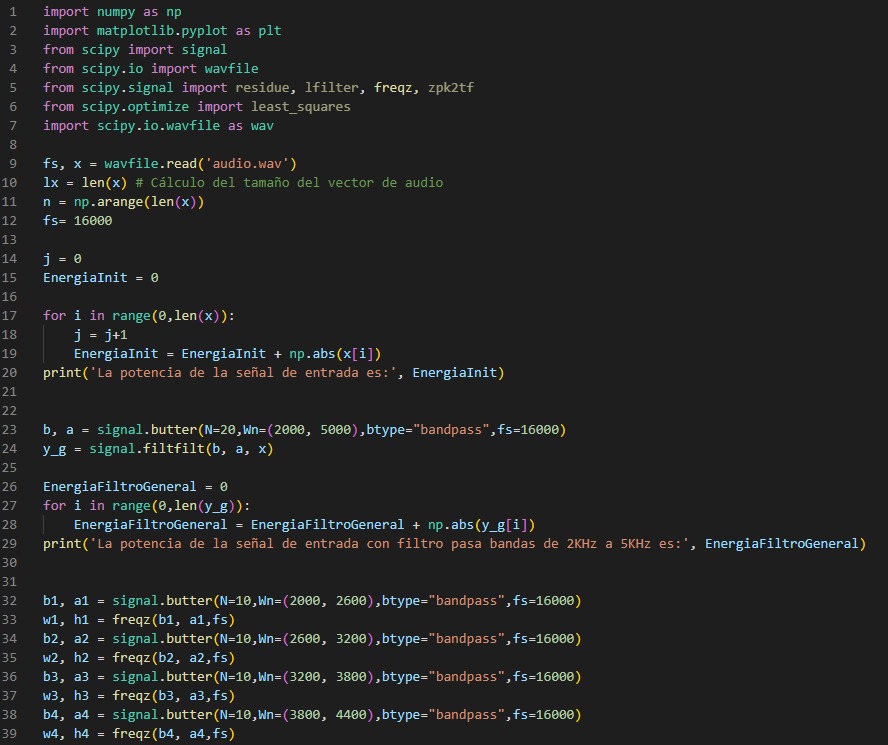 1 import numpy as np
2 import matplotlib.pyplot as plt
3 from scipy import signal
4 from scipy.io import wavfile
5 from scipy.signal import residue, lfilter, freqz, zpk2tf
6 from scipy.optimize import least_squares
7 import scipy.io.wavfile as wav
8
9 fs, x = wavfile.read('audio.wav')
10 lx = len(x) # Cálculo del tamaño del vector de audio
11 n = np.arange(len(x))
12 fs= 16000
13
14 j = 0
15 EnergiaInit = 0
16
17 for i in range(0,len(x)):
18     j = j+1
19     EnergiaInit = EnergiaInit + np.abs(x[i])
20 print('La potencia de la señal de entrada es:', EnergiaInit)
21
22
23 b, a = signal.butter(N=20,Wn=(2000, 5000),btype="bandpass",fs=16000)
24 y_g = signal.filtfilt(b, a, x)
25
26 EnergiaFiltroGeneral = 0
27 for i in range(0,len(y_g)):
28     EnergiaFiltroGeneral = EnergiaFiltroGeneral + np.abs(y_g[i])
29 print('La potencia de la señal de entrada con filtro pasa bandas de 2KHz a 5KHz es:', EnergiaFiltroGeneral)
30
31
32 b1, a1 = signal.butter(N=10,Wn=(2000, 2600),btype="bandpass",fs=16000)
33 w1, h1 = freqz(b1, a1,fs)
34 b2, a2 = signal.butter(N=10,Wn=(2600, 3200),btype="bandpass",fs=16000)
35 w2, h2 = freqz(b2, a2,fs)
36 b3, a3 = signal.butter(N=10,Wn=(3200, 3800),btype="bandpass",fs=16000)
37 w3, h3 = freqz(b3, a3,fs)
38 b4, a4 = signal.butter(N=10,Wn=(3800, 4400),btype="bandpass",fs=16000)
39 w4, h4 = freqz(b4, a4,fs)